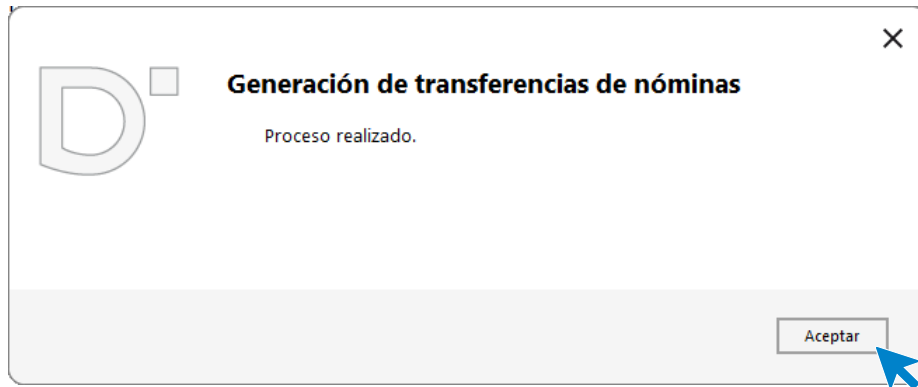 Generación de transferencias de nóminas
Proceso realizado.
Aceptar